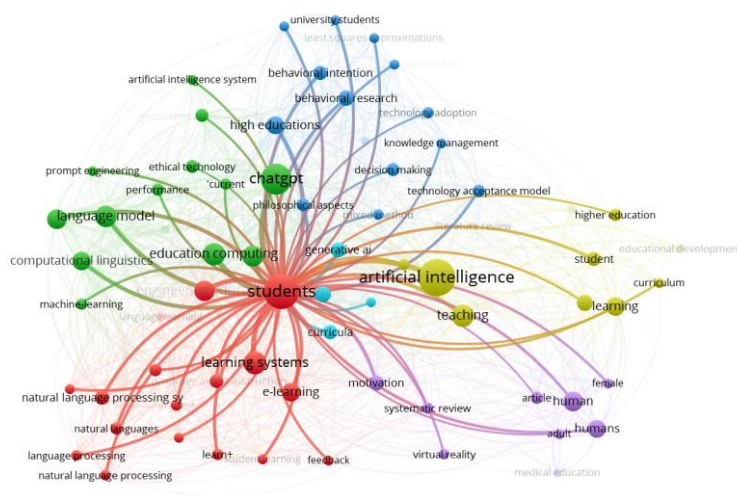 university students
least squares approximations
behavioral intention
artificial intelligence system
behavioral research
technology adoption
high educations
knowledge management
prompt engineering
ethical technology
decision making
chatgpt
performance
'current
technology acceptance model
philosophical aspects
mixed method
language model
higher education
literature review
education computing
generative ai
educational development
computational linguistics
student
artificial intelligence
students
curriculum
machine learning
learning
teaching
language learning
curricula
learning systems
motivation
female
e-learning
natural language processing sy
article
human
systematic review
natural languages
humans
adult
language processing
learn+
student learning
feedback
virtual reality
natural language processing
medical education